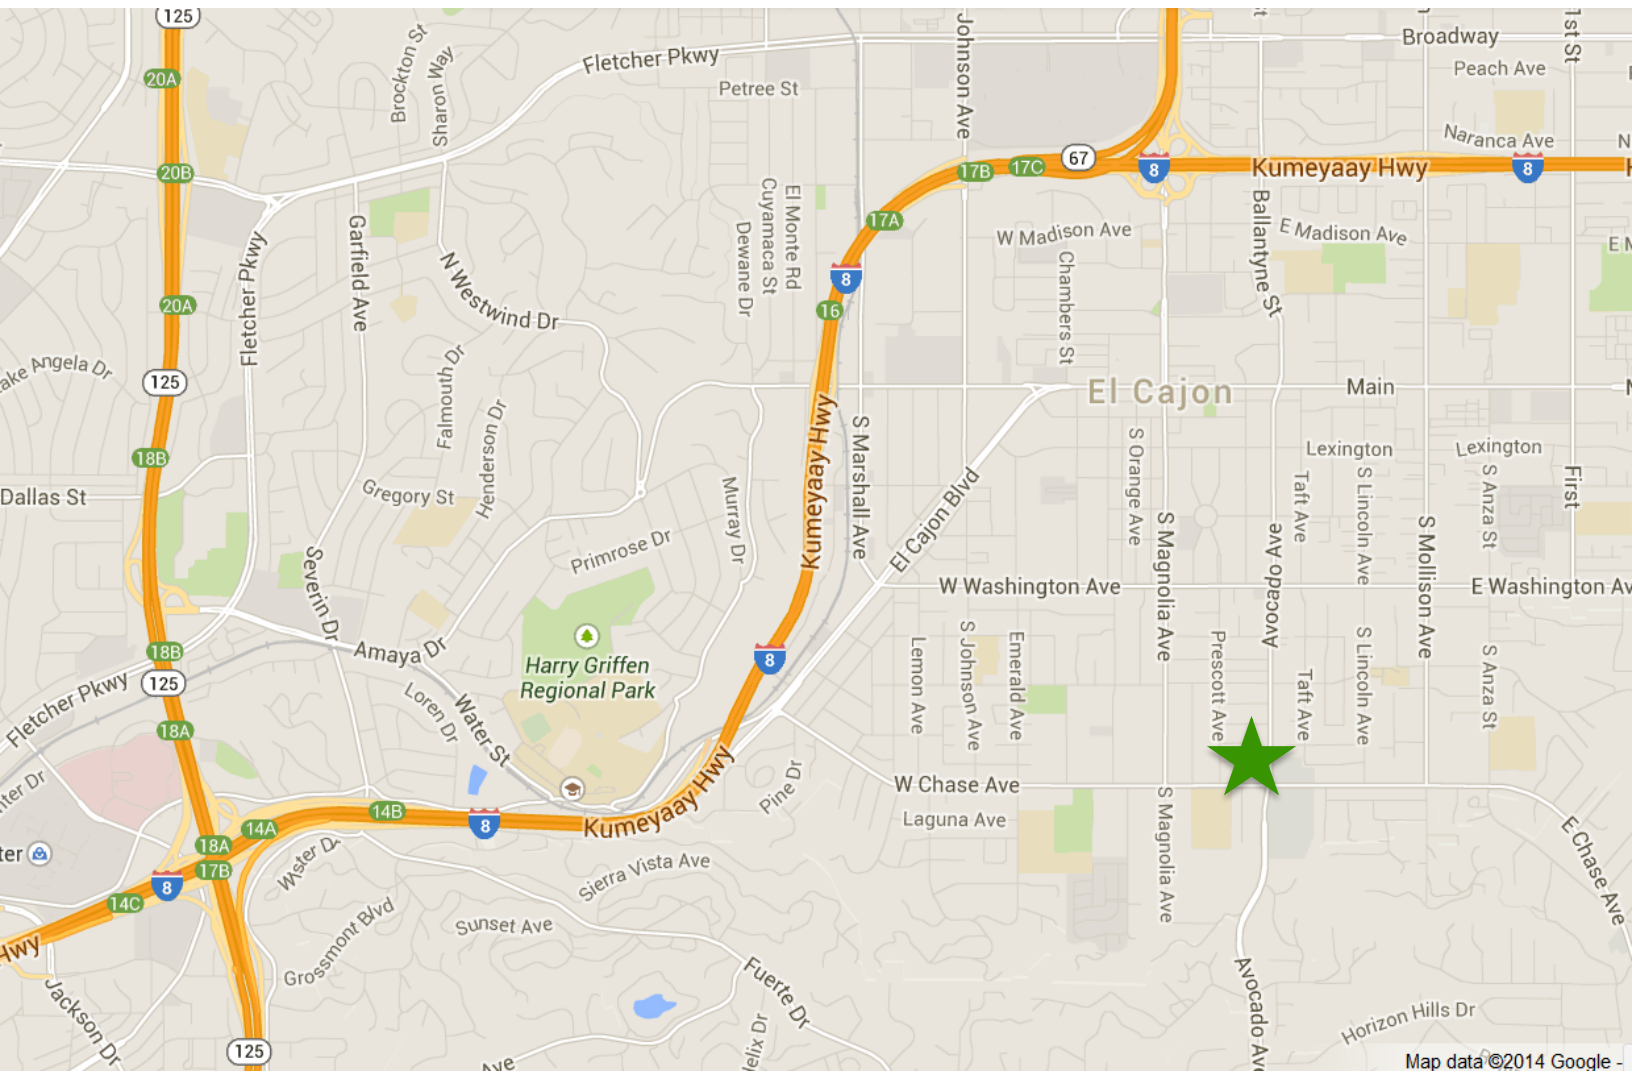 125
Johnson Ave
1st St
Broadway
Brockton St
Sharon Way
Fletcher Pkwy
Petree St
Peach Ave
20A
Naranca Ave
67
20B
17B
17C
8
Kumeyaay Hwy
8
17A
Garfield Ave
El Monte Rd
Cuyamaca St
Dewane Dr
W Madison Ave
Ballantyne St
E Madison Ave
Fletcher Pkwy
N Westwind Dr
Chambers St
8
16
20A
Angela Dr
125
Falmouth Dr
El Cajon
Main
Henderson Dr
Kumeyaay Hwy
S Marshall Ave
S Orange Ave
Lexington
Lexington
18B
Dallas St
Gregory St
Murray Dr
El Cajon Blvd
Taft Ave
S Lincoln Ave
S Anza St
First
Primrose Dr
S Magnolia Ave
Avocado Ave
S Mollison Ave
Severin Dr
W Washington Ave
E Washington Av
Amaya Dr
Harry Griffen
Regional Park
8
Lemon Ave
S Johnson Ave
Emerald Ave
Prescott Ave
Taft Ave
S Lincoln Ave
S Anza St
18B
125
Fletcher Pkwy
Loren Dr
Water St
18A
W Chase Ave
Pine Dr
Laguna Ave
S Magnolia Ave
E Chase Ave
14B
14A
8
Kumeyaay Hwy
18A
17B
8
14C
Hwy
Wister Dr
Sierra Vista Ave
Grossmont Blvd
Sunset Ave
Fuerte Dr
Avocado Av
Jackson Dr
Horizon Hills Dr
125
Ave
Helix Dr
Map data ©2014 Google -